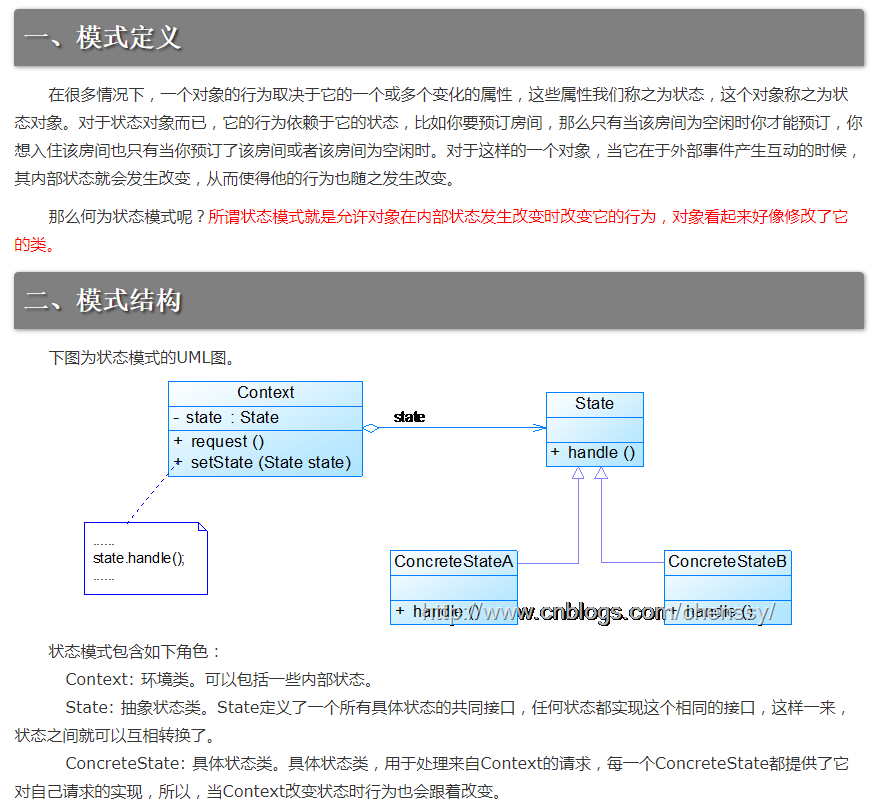 一、模式定义
在很多情况下，一个对象的行为取决于它的一个或多个变化的属性，这些属性我们称之为状态，这个对象称之为状
态对象。对于状态对象而已，它的行为依赖于它的状态，比如你要预订房间，那么只有当该房间为空闲时你才能预订，你
想入住该房间也只有当你预订了该房间或者该房间为空闲时。对于这样的一个对象，当它在于外部事件产生互动的时候，
其内部状态就会发生改变，从而使得他的行为也随之发生改变。
那么何为状态模式呢？所谓状态模式就是允许对象在内部状态发生改变时改变它的行为，对象看起来好像修改了它
的类。
二、模式结构
下图为状态模式的UML图。
Context
- state : State
+ request ()
+ setState (State state)
state
State
+ handle ()
......
state.handle();
......
ConcreteStateA
+ handle ()
ConcreteStateB
+ handle ()
http://www.cnblogs.com/chenssy/
状态模式包含如下角色：
Context: 环境类。可以包括一些内部状态。
State: 抽象状态类。State定义了一个所有具体状态的共同接口，任何状态都实现这个相同的接口，这样一来，
状态之间就可以互相转换了。
ConcreteState: 具体状态类。具体状态类，用于处理来自Context的请求，每一个ConcreteState都提供了它
对自己请求的实现，所以，当Context改变状态时行为也会跟着改变。